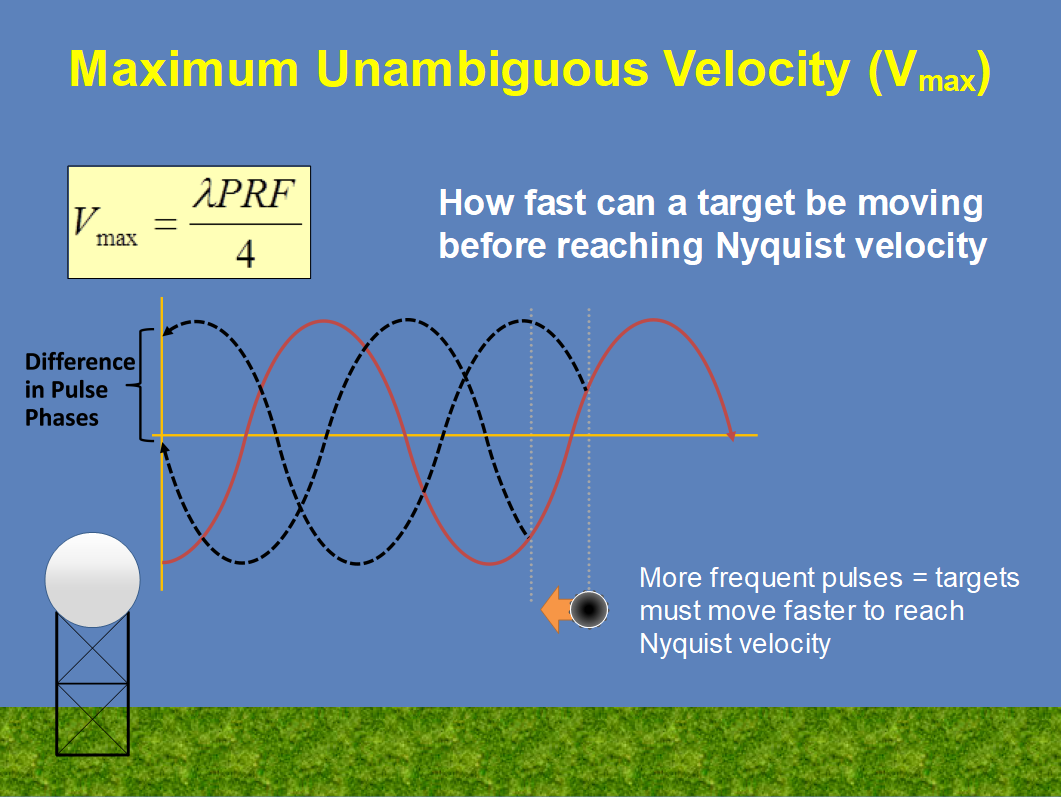 Maximum Unambiguous Velocity (Vmax)
Vmax = λPRF / 4
How fast can a target be moving
before reaching Nyquist velocity
Difference
in Pulse
Phases
More frequent pulses = targets
must move faster to reach
Nyquist velocity